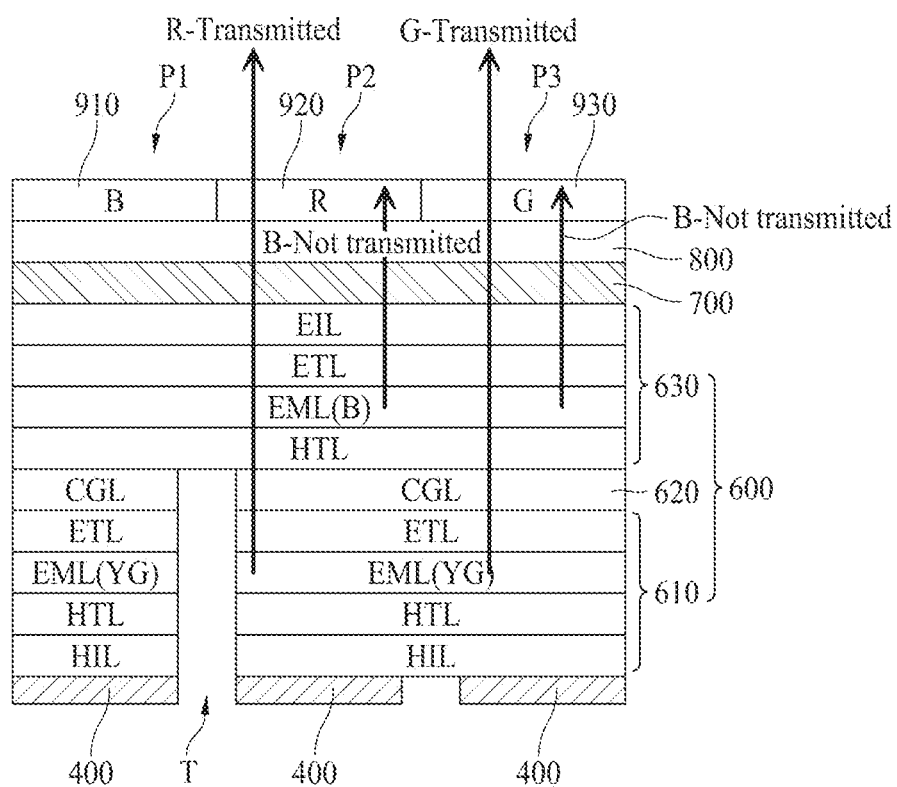 R-Transmitted G-Transmitted
P1 P2 P3
910 920 930
B R G
B-Not transmitted
B-Not transmitted
800
700
EIL
ETL
630
EML(B)
HTL
600
CGL CGL
620
ETL ETL
EML(YG) EML(YG)
610
HTL HTL
HIL HIL
400 T 400 400